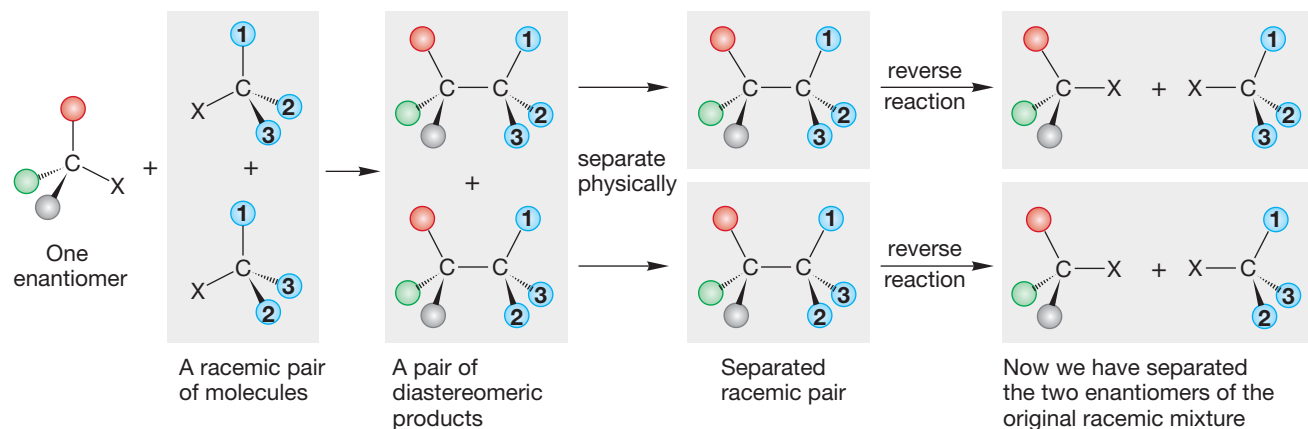 1
C
X
2
3
+
1
C
X
3
2
A racemic pair
of molecules
C
X
One
enantiomer
+
1
C
C
2
3
+
1
C
C
3
2
A pair of
diastereomeric
products
separate
physically
1
C
C
2
3
1
C
C
3
2
Separated
racemic pair
reverse
reaction
reverse
reaction
C
X
+
X
C
1
2
3
C
X
+
X
C
1
3
2
Now we have separated
the two enantiomers of the
original racemic mixture